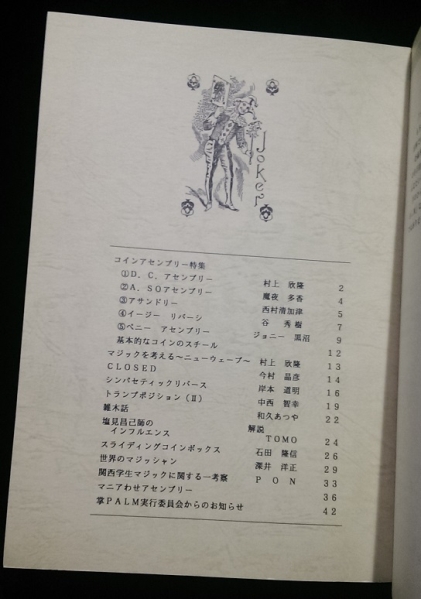 Joker
コインアセンブリー特集
①D．C．アセンブリー 村上 欣隆 2
②A．SOアセンブリー 魔夜 多香 4
③アサンドリー 西村清加津 5
④イージー リバーシ 谷 秀樹 7
⑤ペニー アセンブリー ジョニー 黒沼 9
基本的なコインのスチール 12
マジックを考える〜ニューウェーブ〜 村上 欣隆 13
CLOSED 今村 晶彦 14
シンパセティックリバース 岸本 道明 16
トランプポジション(Ⅱ) 中西 智幸 19
雑木話 和久あつや 22
塩見昌己師の 解説
インフルエンス TOMO 24
スライディングコインボックス 石田 隆信 26
世界のマジッシャン 深井 洋正 29
関西学生マジックに関する一考察 PON 33
マニアわせアセンブリー 36
掌PALM実行委員会からのお知らせ 42